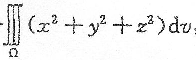 ∭_Ω (x² + y² + z²)dv,